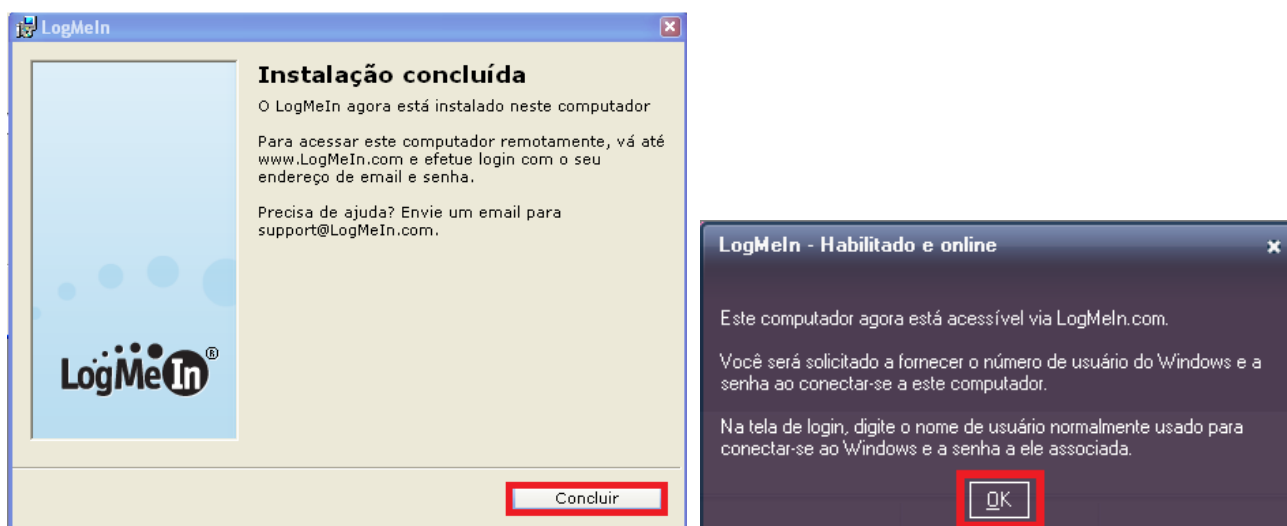 LogMeIn
Instalação concluída
O LogMeIn agora está instalado neste computador
Para acessar este computador remotamente, vá até
www.LogMeIn.com e efetue login com o seu
endereço de email e senha.
Precisa de ajuda? Envie um email para
support@LogMeIn.com.
LogMeIn®
Concluir
LogMeIn - Habilitado e online
Este computador agora está acessível via LogMeIn.com.
Você será solicitado a fornecer o número de usuário do Windows e a
senha ao conectar-se a este computador.
Na tela de login, digite o nome de usuário normalmente usado para
conectar-se ao Windows e a senha a ele associada.
OK